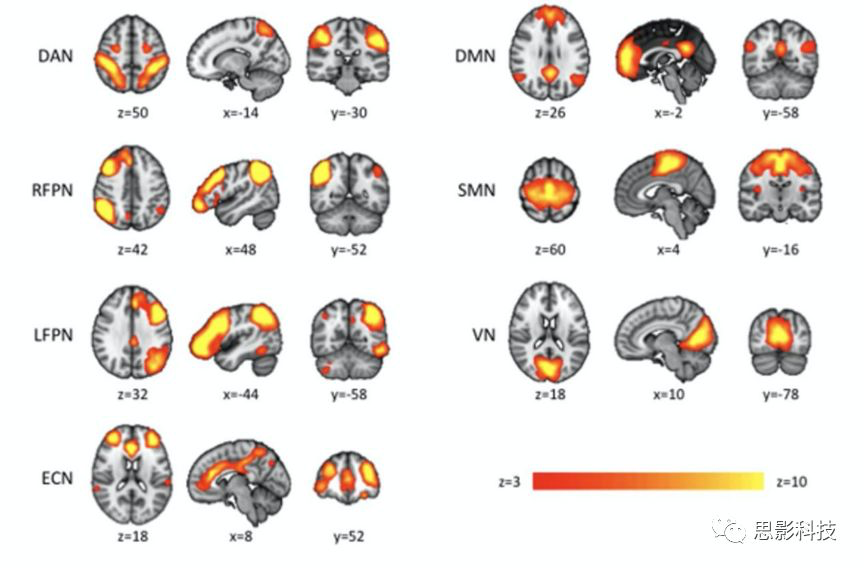 DAN
z=50 x=-14 y=-30
RFPN
z=42 x=48 y=-52
LFPN
z=32 x=-44 y=-58
ECN
z=18 x=8 y=52
DMN
z=26 x=-2 y=-58
SMN
z=60 x=4 y=-16
VN
z=18 x=10 y=-78
z=3 z=10
思影科技